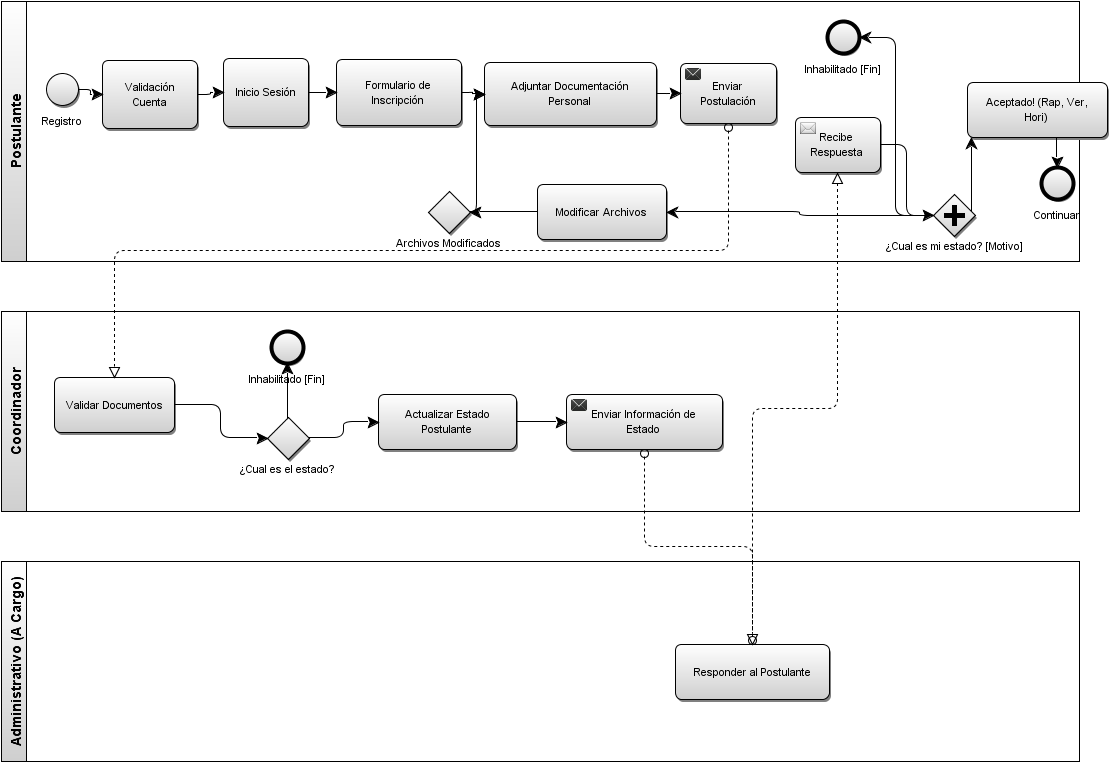 Postulante
Registro
Validación
Cuenta
Inicio Sesión
Formulario de
Inscripción
Adjuntar Documentación
Personal
Enviar
Postulación
Inhabilitado [Fin]
Recibe
Respuesta
Aceptado! (Rap, Ver,
Hori)
Continuar
¿Cual es mi estado? [Motivo]
Modificar Archivos
Archivos Modificados
Coordinador
Validar Documentos
Inhabilitado [Fin]
¿Cual es el estado?
Actualizar Estado
Postulante
Enviar Información de
Estado
Administrativo (A Cargo)
Responder al Postulante